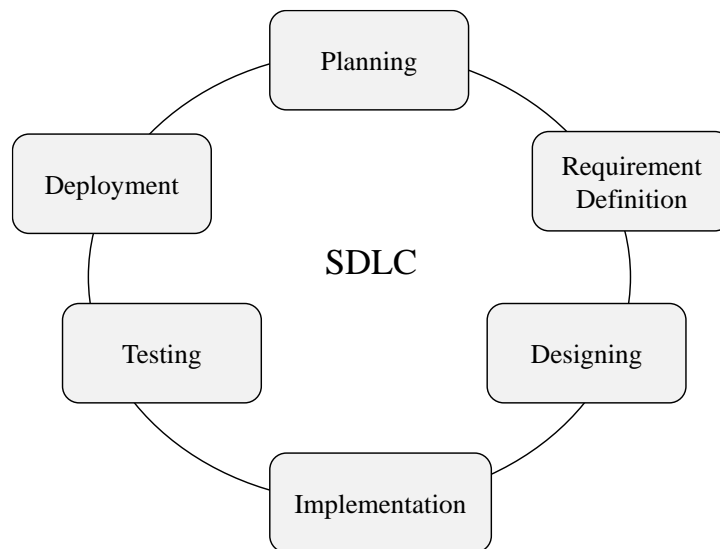 Planning
Requirement
Definition
Deployment
SDLC
Testing
Designing
Implementation